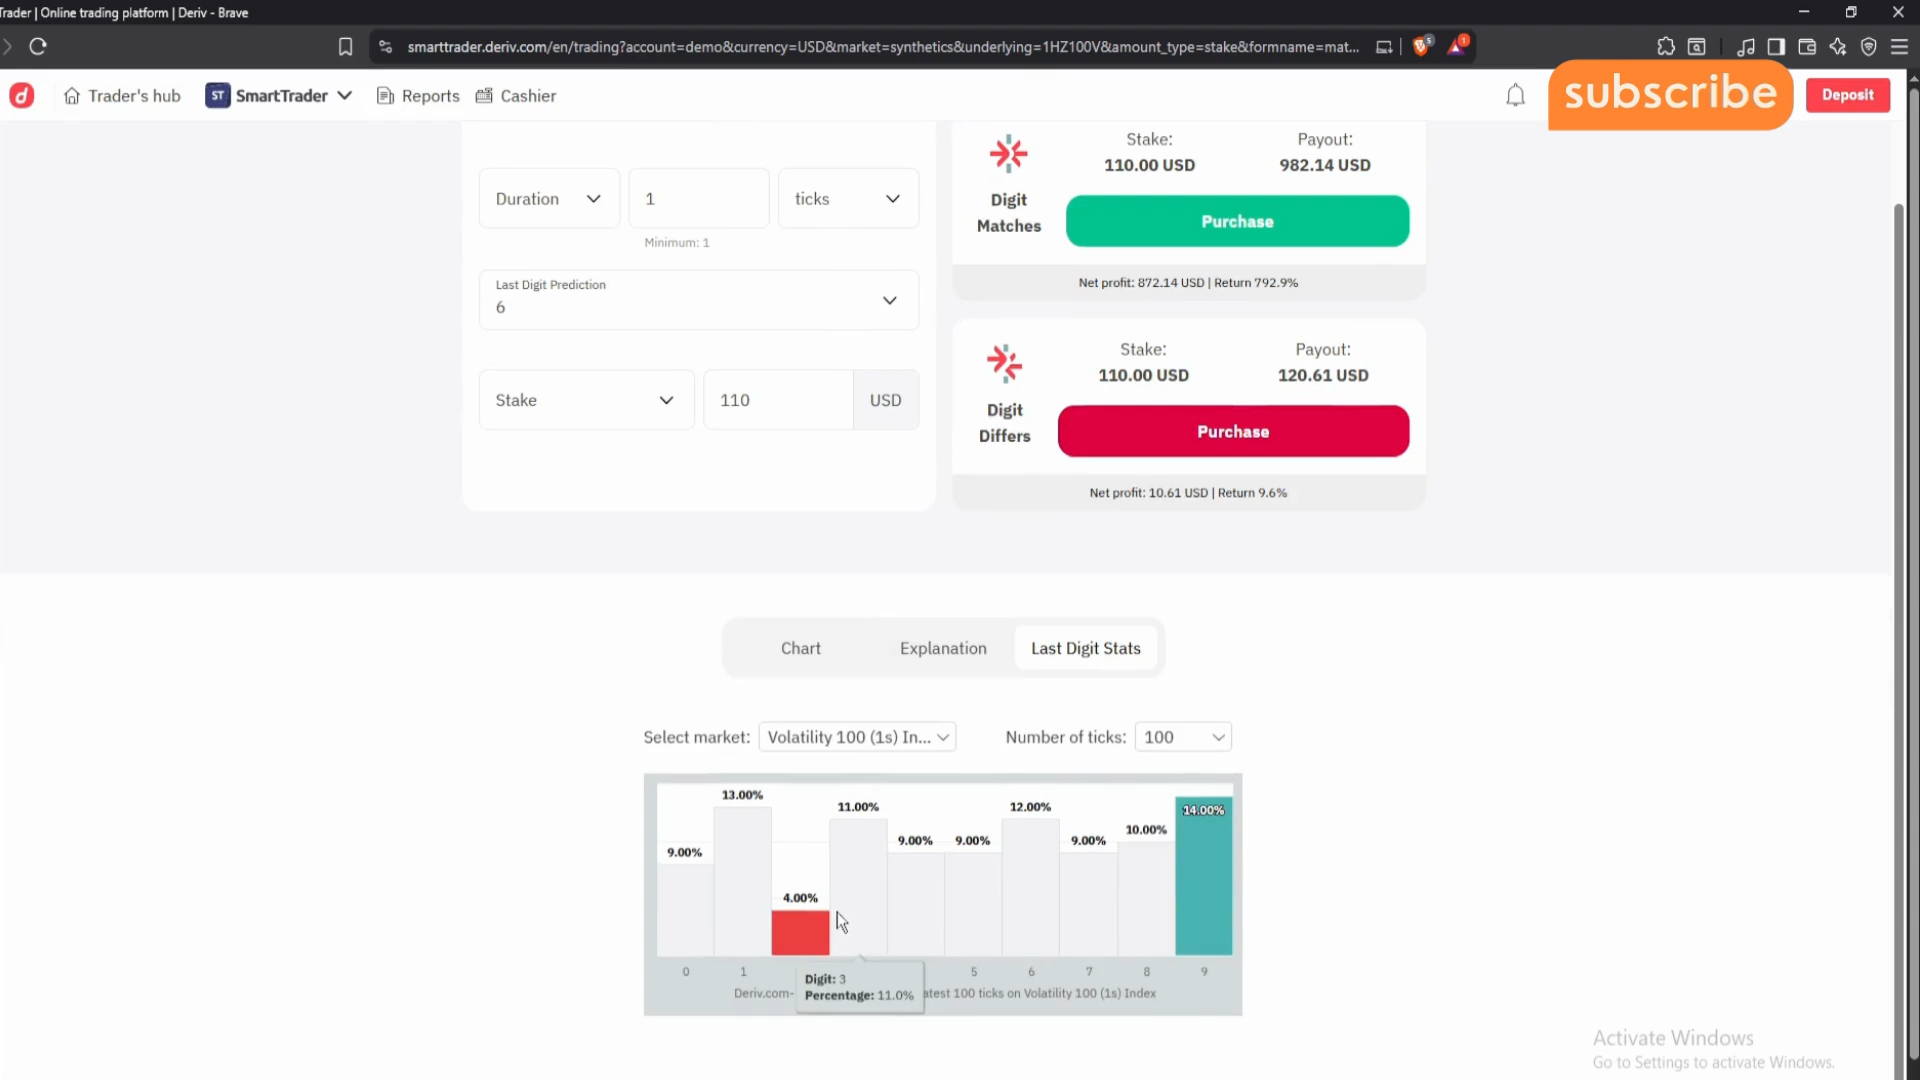 Trader | Online trading platform | Deriv - Brave
smarttrader.deriv.com/en/trading?account=demo&currency=USD&market=synthetics&underlying=1HZ100V&amount_type=stake&formname=mat...
5
1
Trader's hub
ST SmartTrader
Reports
Cashier
subscribe
Deposit
Duration
1
ticks
Minimum: 1
Last Digit Prediction
6
Stake
110
USD
Stake:
110.00 USD
Payout:
982.14 USD
Digit
Matches
Purchase
Net profit: 872.14 USD | Return 792.9%
Stake:
110.00 USD
Payout:
120.61 USD
Digit
Differs
Purchase
Net profit: 10.61 USD | Return 9.6%
Chart
Explanation
Last Digit Stats
Select market: Volatility 100 (1s) In...
Number of ticks: 100
9.00% 13.00% 4.00% 11.00% 9.00% 9.00% 12.00% 9.00% 10.00% 14.00%
0 1 5 6 7 8 9
Digit: 3
Percentage: 11.0%
Deriv.com- atest 100 ticks on Volatility 100 (1s) Index
Activate Windows
Go to Settings to activate Windows.